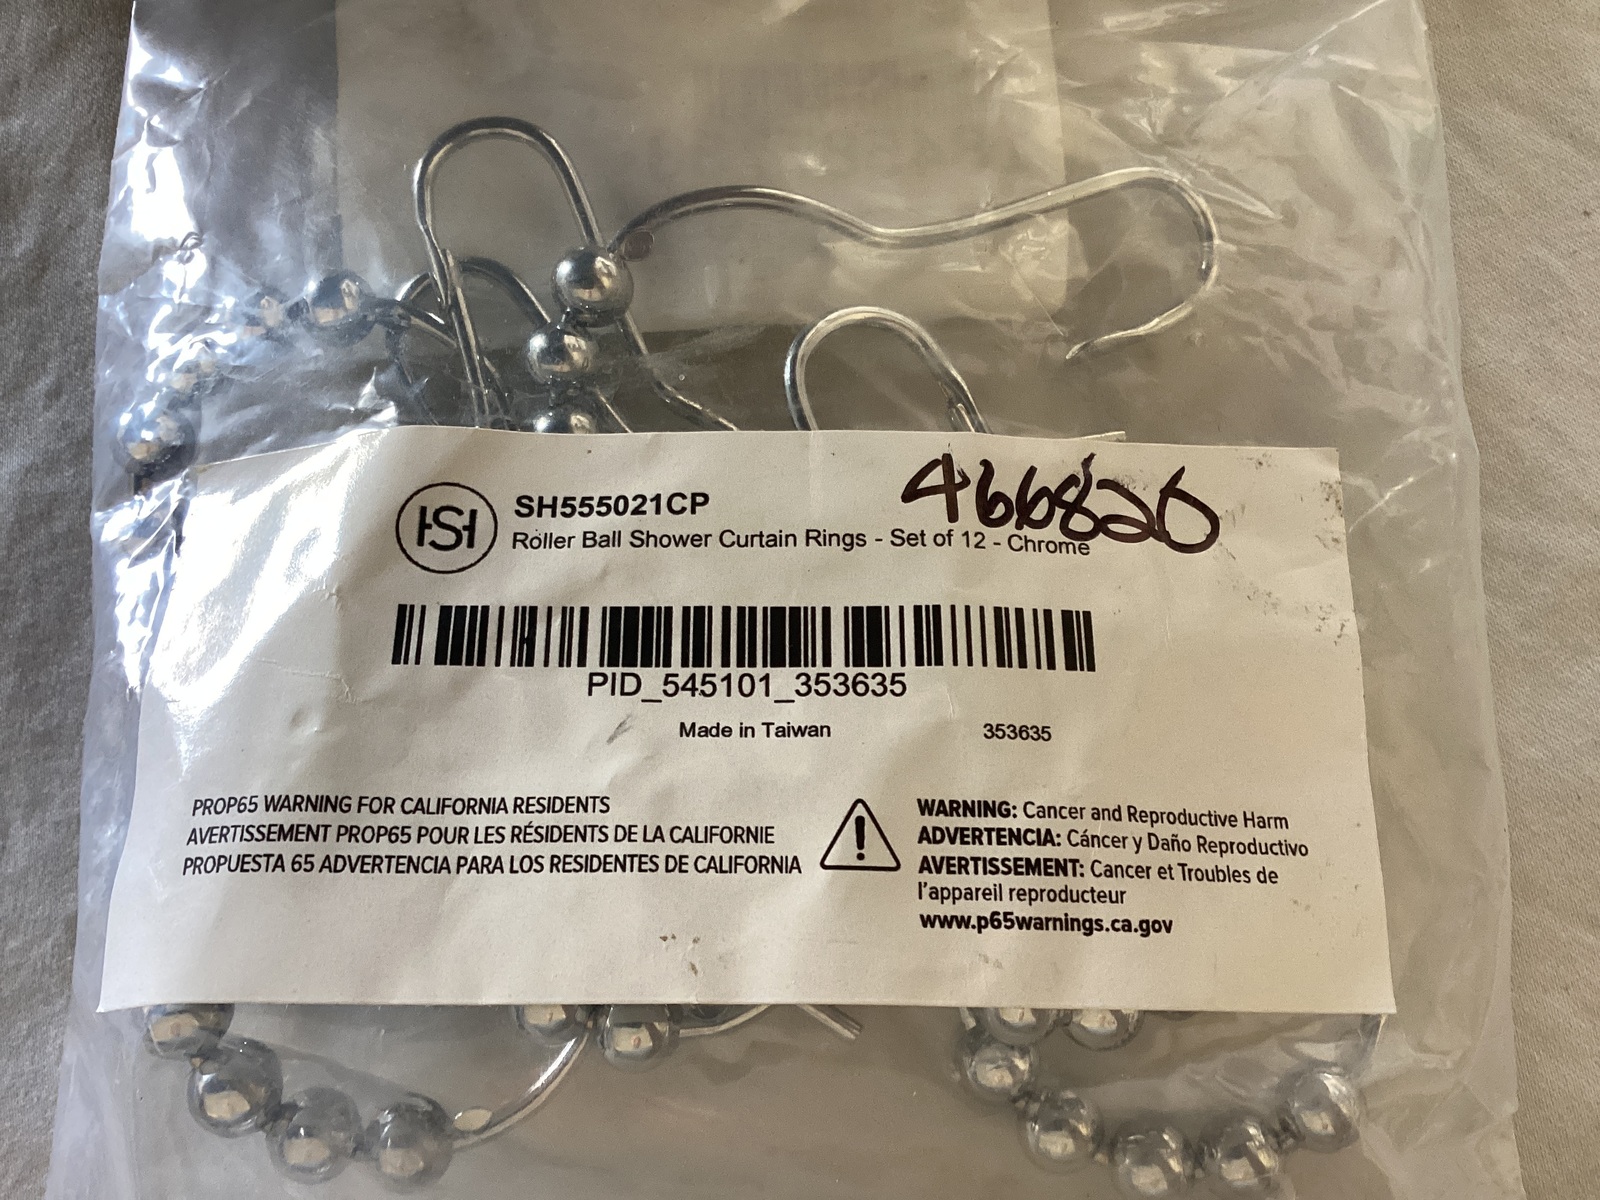 SH
SH555021CP
466820
Roller Ball Shower Curtain Rings - Set of 12 - Chrome
PID_545101_353635
Made in Taiwan 353635
PROP65 WARNING FOR CALIFORNIA RESIDENTS
AVERTISSEMENT PROP65 POUR LES RÉSIDENTS DE LA CALIFORNIE
PROPUESTA 65 ADVERTENCIA PARA LOS RESIDENTES DE CALIFORNIA
WARNING: Cancer and Reproductive Harm
ADVERTENCIA: Cáncer y Daño Reproductivo
AVERTISSEMENT: Cancer et Troubles de
l'appareil reproducteur
www.p65warnings.ca.gov